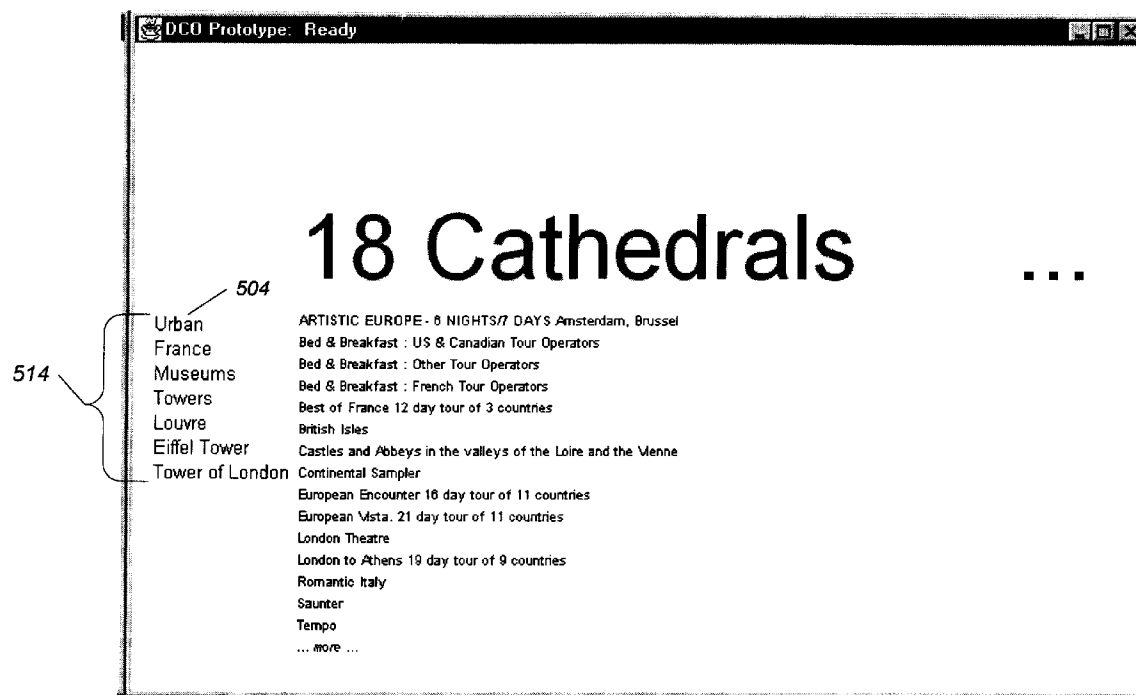 DCO Prototype: Ready
18 Cathedrals ...
504
514
Urban
France
Museums
Towers
Louvre
Eiffel Tower
Tower of London
ARTISTIC EUROPE - 6 NIGHTS/7 DAYS Amsterdam, Brussel
Bed & Breakfast : US & Canadian Tour Operators
Bed & Breakfast : Other Tour Operators
Bed & Breakfast : French Tour Operators
Best of France 12 day tour of 3 countries
British Isles
Castles and Abbeys in the valleys of the Loire and the Vienne
Continental Sampler
European Encounter 16 day tour of 11 countries
European Vista. 21 day tour of 11 countries
London Theatre
London to Athens 19 day tour of 9 countries
Romantic Italy
Saunter
Tempo
... more ...